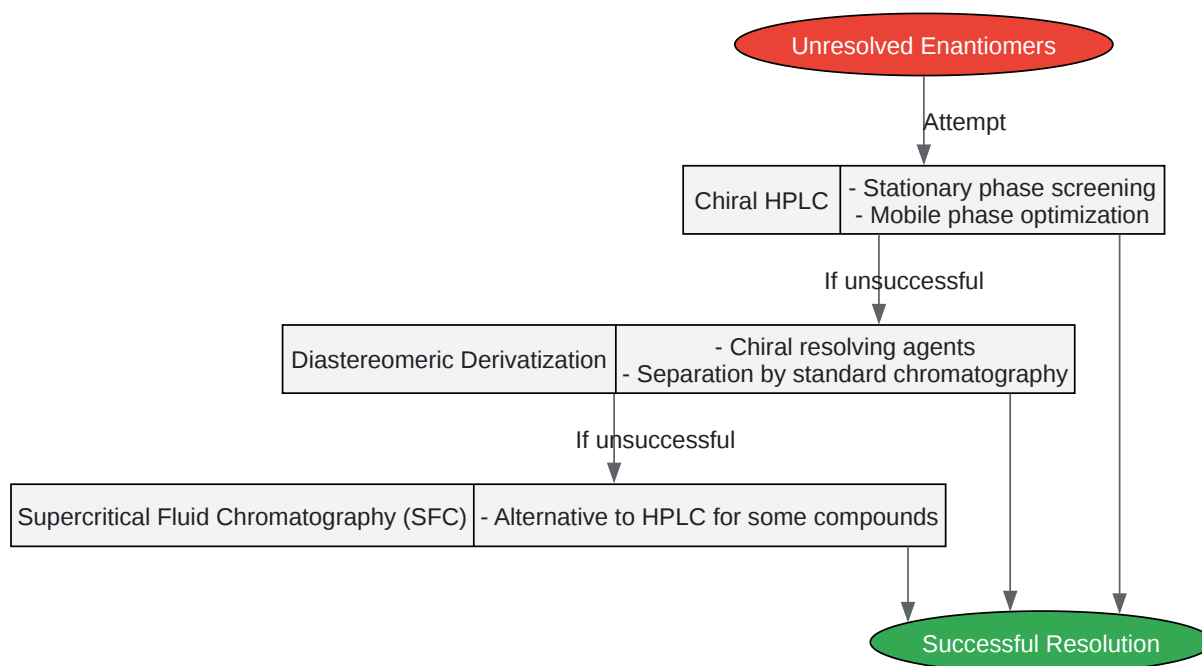 Unresolved Enantiomers
Attempt
Chiral HPLC
- Stationary phase screening
- Mobile phase optimization
If unsuccessful
Diastereomeric Derivatization
- Chiral resolving agents
- Separation by standard chromatography
If unsuccessful
Supercritical Fluid Chromatography (SFC)
- Alternative to HPLC for some compounds
Successful Resolution